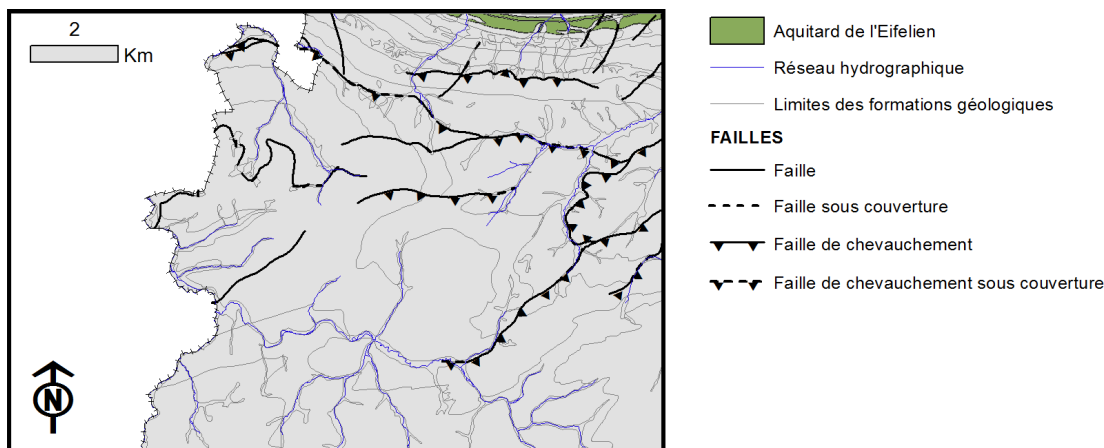 2
Km
N
Aquitard de l'Eifelien
Réseau hydrographique
Limites des formations géologiques
FAILLES
Faille
Faille sous couverture
Faille de chevauchement
Faille de chevauchement sous couverture